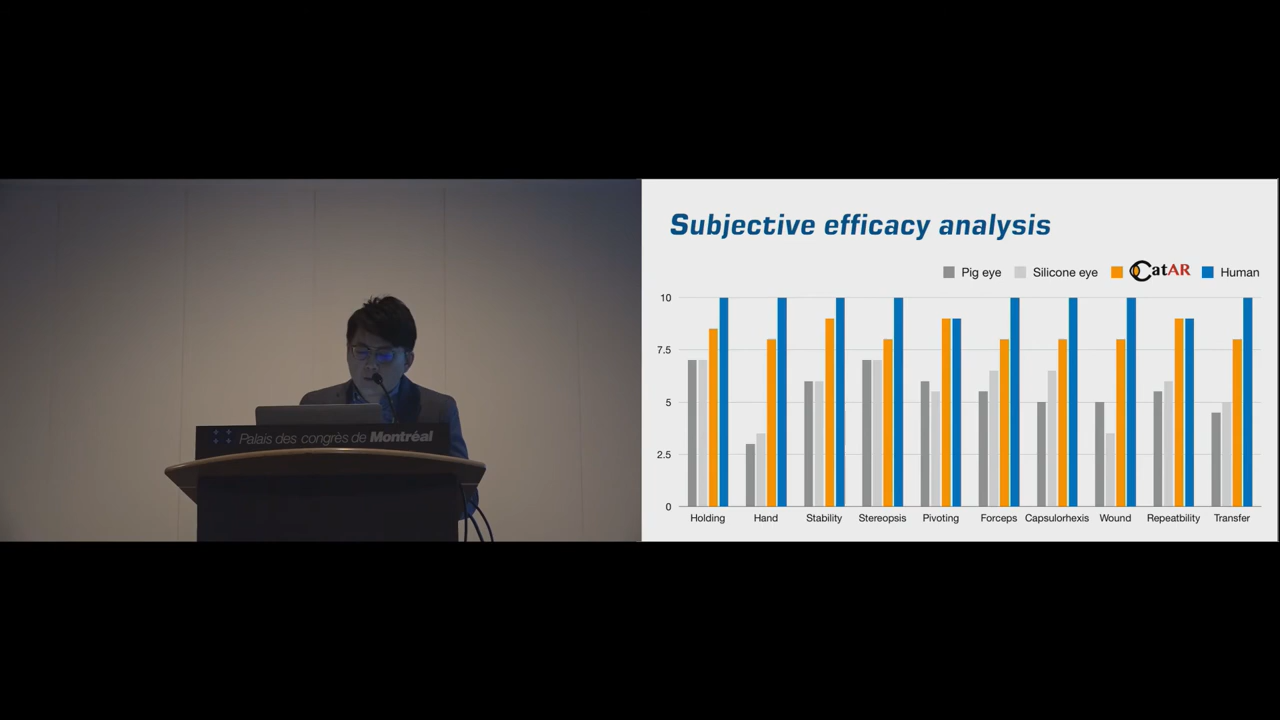 Palais des congrès de Montréal
Subjective efficacy analysis
Pig eye Silicone eye CatAR Human
10
7.5
5
2.5
0
Holding Hand Stability Stereopsis Pivoting Forceps Capsulorhexis Wound Repeatbility Transfer